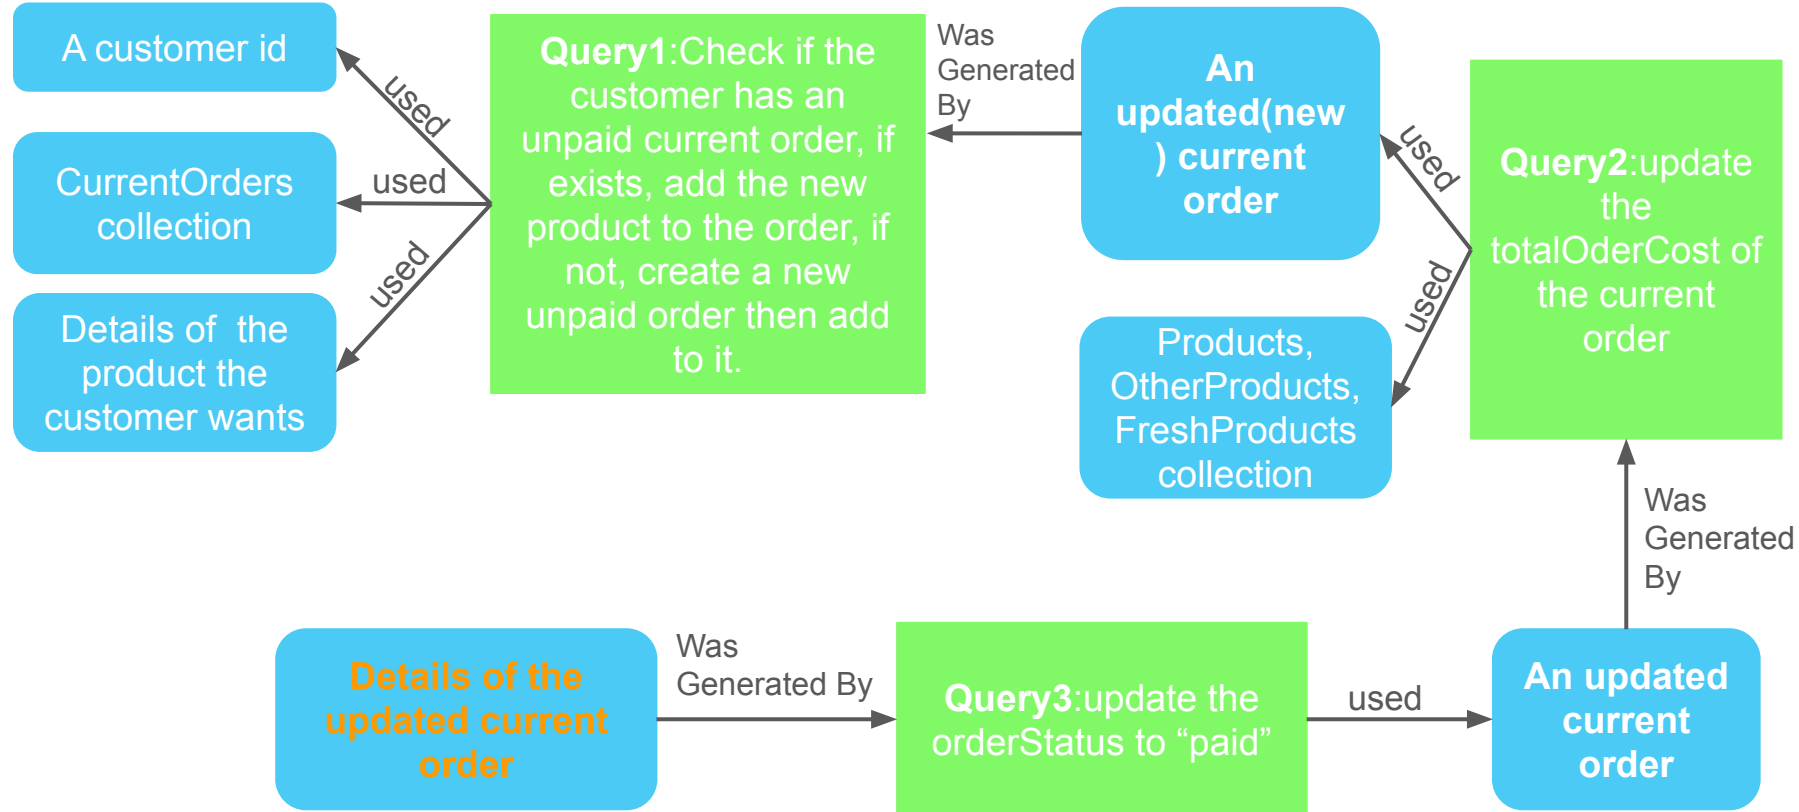 A customer id
used
CurrentOrders
collection
used
Details of the
product the
customer wants
used
Query1:Check if the
customer has an
unpaid current order, if
exists, add the new
product to the order, if
not, create a new
unpaid order then add
to it.
Was
Generated
By
An
updated(new
) current
order
used
Products,
OtherProducts,
FreshProducts
collection
used
Query2:update
the
totalOderCost of
the current
order
Was
Generated
By
Details of the
updated current
order
Was
Generated By
Query3:update the
orderStatus to “paid”
used
An updated
current
order